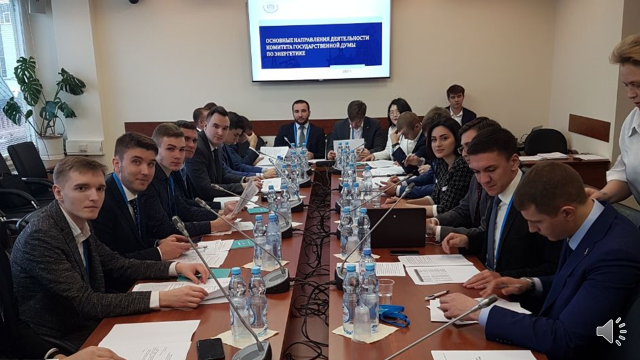 ОСНОВНЫЕ НАПРАВЛЕНИЯ ДЕЯТЕЛЬНОСТИ
КОМИТЕТА ГОСУДАРСТВЕННОЙ ДУМЫ
ПО ЭНЕРГЕТИКЕ